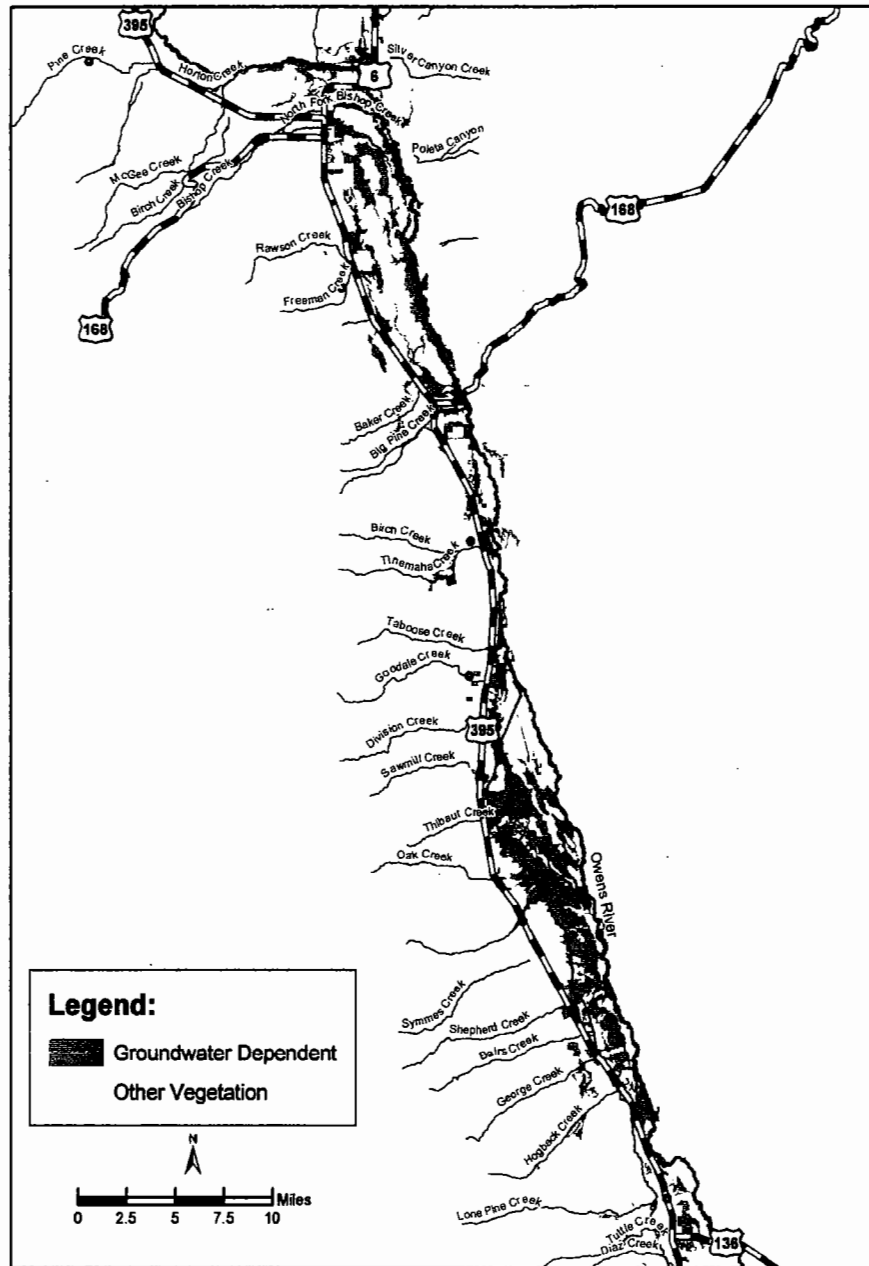 395
Pine Creek
Horton Creek
Silver Canyon Creek
6
North Fork Bishop Creek
Poleta Canyon
McGee Creek
Birch Creek
Bishop Creek
168
Rawson Creek
Freeman Creek
168
Baker Creek
Big Pine Creek
Birch Creek
Tinemaha Creek
Taboose Creek
Goodale Creek
395
Division Creek
Sawmill Creek
Thibaut Creek
Oak Creek
Owens River
Symmes Creek
Shepherd Creek
Bairs Creek
George Creek
Hogback Creek
Lone Pine Creek
Tuttle Creek
Diaz Creek
136
Legend:
Groundwater Dependent
Other Vegetation
N
Miles
0 2.5 5 7.5 10